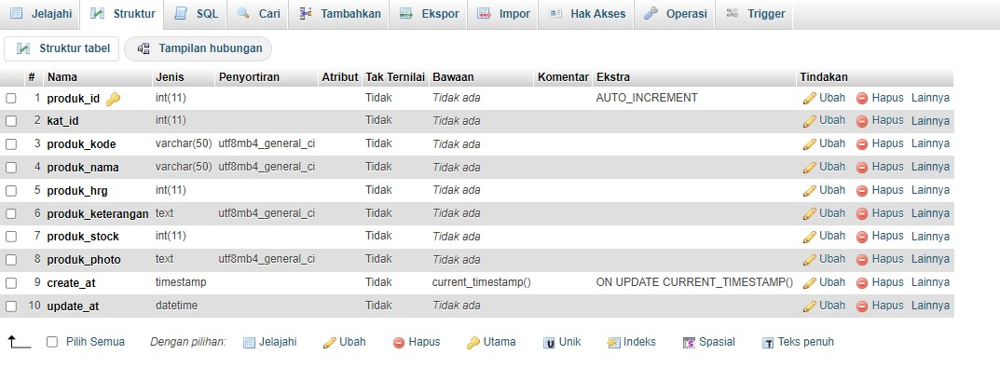 Jelajahi Struktur SQL Cari Tambahkan Ekspor Impor Hak Akses Operasi Trigger
Struktur tabel Tampilan hubungan
# Nama Jenis Penyortiran Atribut Tak Ternilai Bawaan Komentar Ekstra Tindakan
1 produk_id int(11) Tidak Tidak ada AUTO_INCREMENT Ubah Hapus Lainnya
2 kat_id int(11) Tidak Tidak ada Ubah Hapus Lainnya
3 produk_kode varchar(50) utf8mb4_general_ci Tidak Tidak ada Ubah Hapus Lainnya
4 produk_nama varchar(50) utf8mb4_general_ci Tidak Tidak ada Ubah Hapus Lainnya
5 produk_hrg int(11) Tidak Tidak ada Ubah Hapus Lainnya
6 produk_keterangan text utf8mb4_general_ci Tidak Tidak ada Ubah Hapus Lainnya
7 produk_stock int(11) Tidak Tidak ada Ubah Hapus Lainnya
8 produk_photo text utf8mb4_general_ci Tidak Tidak ada Ubah Hapus Lainnya
9 create_at timestamp Tidak current_timestamp() ON UPDATE CURRENT_TIMESTAMP() Ubah Hapus Lainnya
10 update_at datetime Tidak Tidak ada Ubah Hapus Lainnya
Pilih Semua Dengan pilihan: Jelajahi Ubah Hapus Utama Unik Indeks Spasial Teks penuh